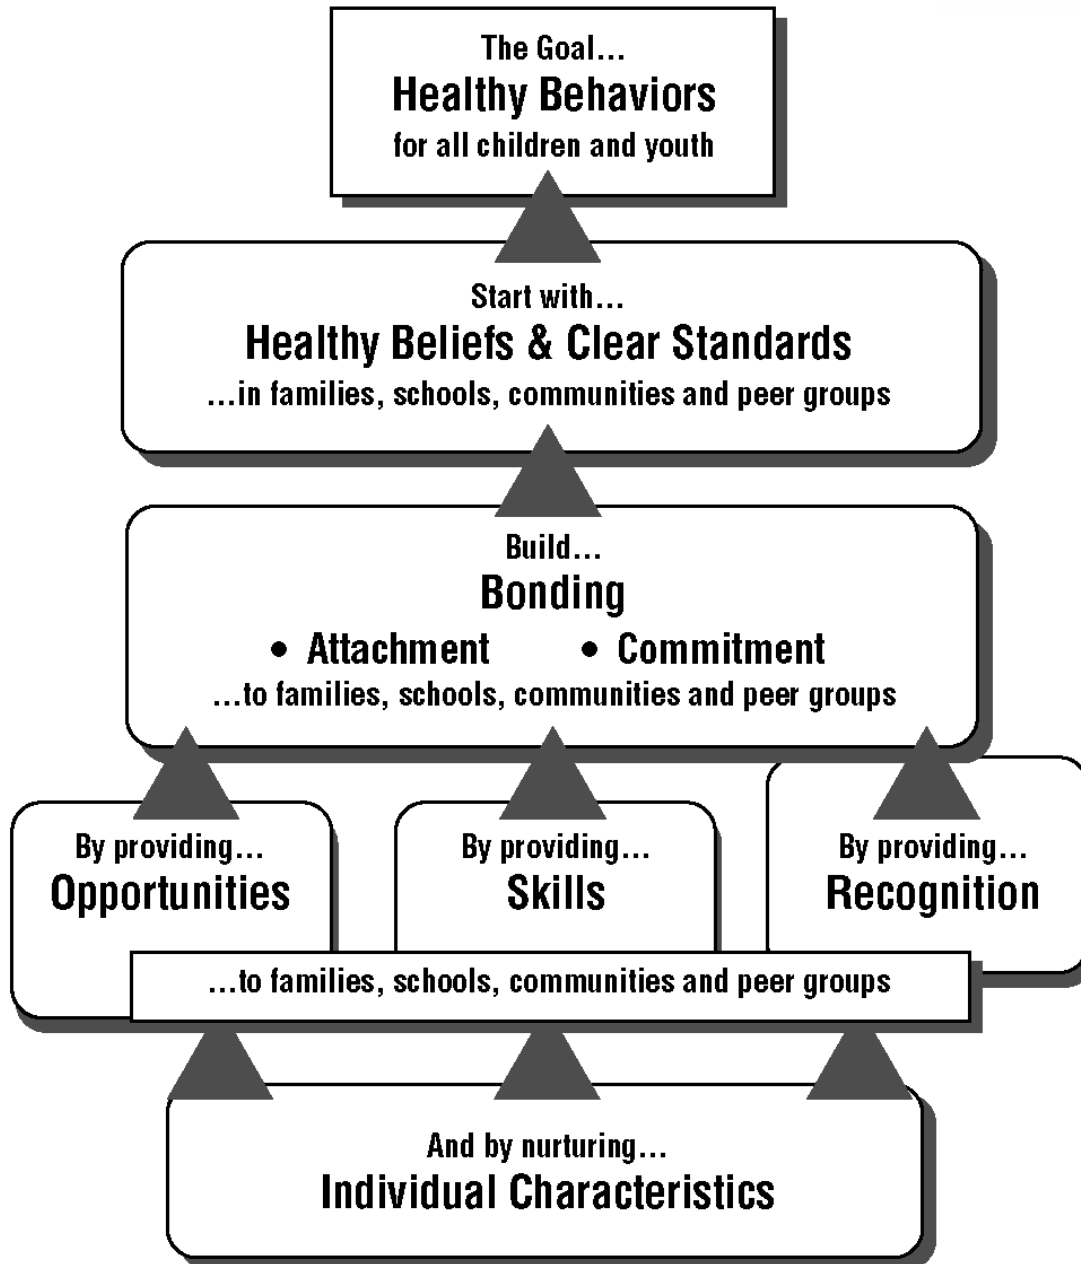 The Goal…
Healthy Behaviors
for all children and youth
Start with…
Healthy Beliefs & Clear Standards
…in families, schools, communities and peer groups
Build…
Bonding
• Attachment • Commitment
…to families, schools, communities and peer groups
By providing…
Opportunities
By providing…
Skills
By providing…
Recognition
…to families, schools, communities and peer groups
And by nurturing…
Individual Characteristics